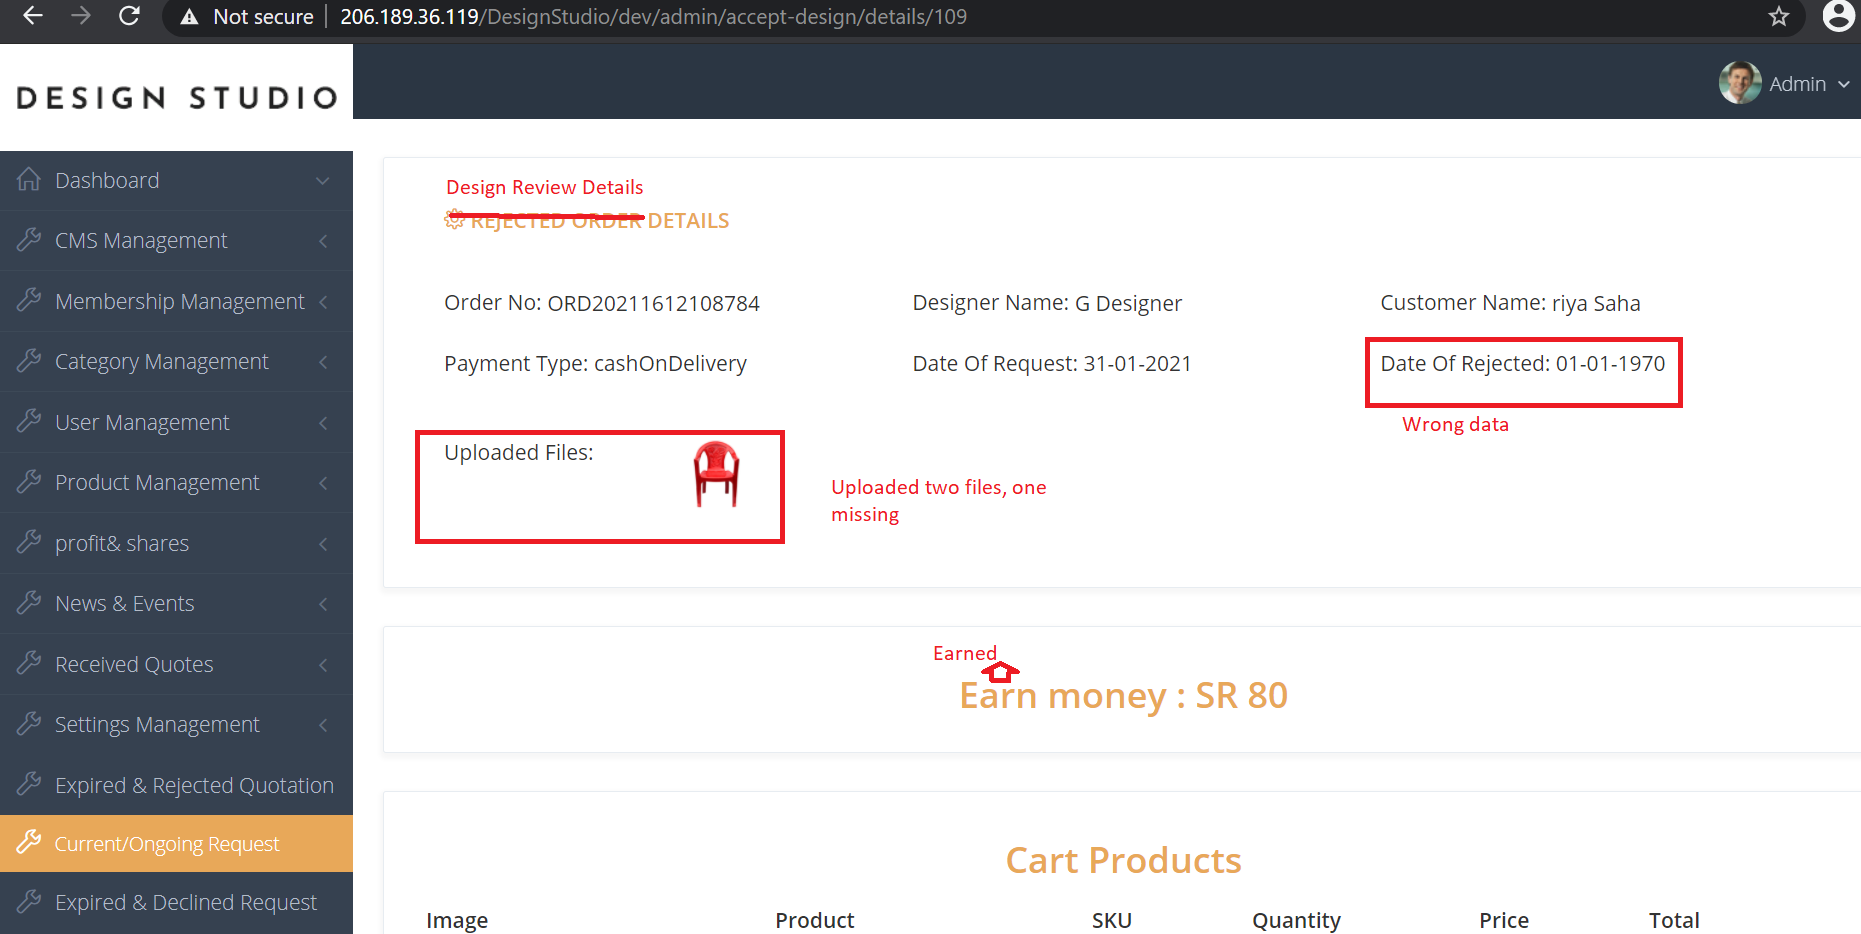 Not secure | 206.189.36.119/DesignStudio/dev/admin/accept-design/details/109
DESIGN STUDIO
Admin
Dashboard
CMS Management
Membership Management
Category Management
User Management
Product Management
profit& shares
News & Events
Received Quotes
Settings Management
Expired & Rejected Quotation
Current/Ongoing Request
Expired & Declined Request
Design Review Details
REJECTED ORDER DETAILS
Order No: ORD20211612108784 Designer Name: G Designer Customer Name: riya Saha
Payment Type: cashOnDelivery Date Of Request: 31-01-2021 Date Of Rejected: 01-01-1970
Wrong data
Uploaded Files:
Uploaded two files, one
missing
Earned
Earn money : SR 80
Cart Products
Image Product SKU Quantity Price Total